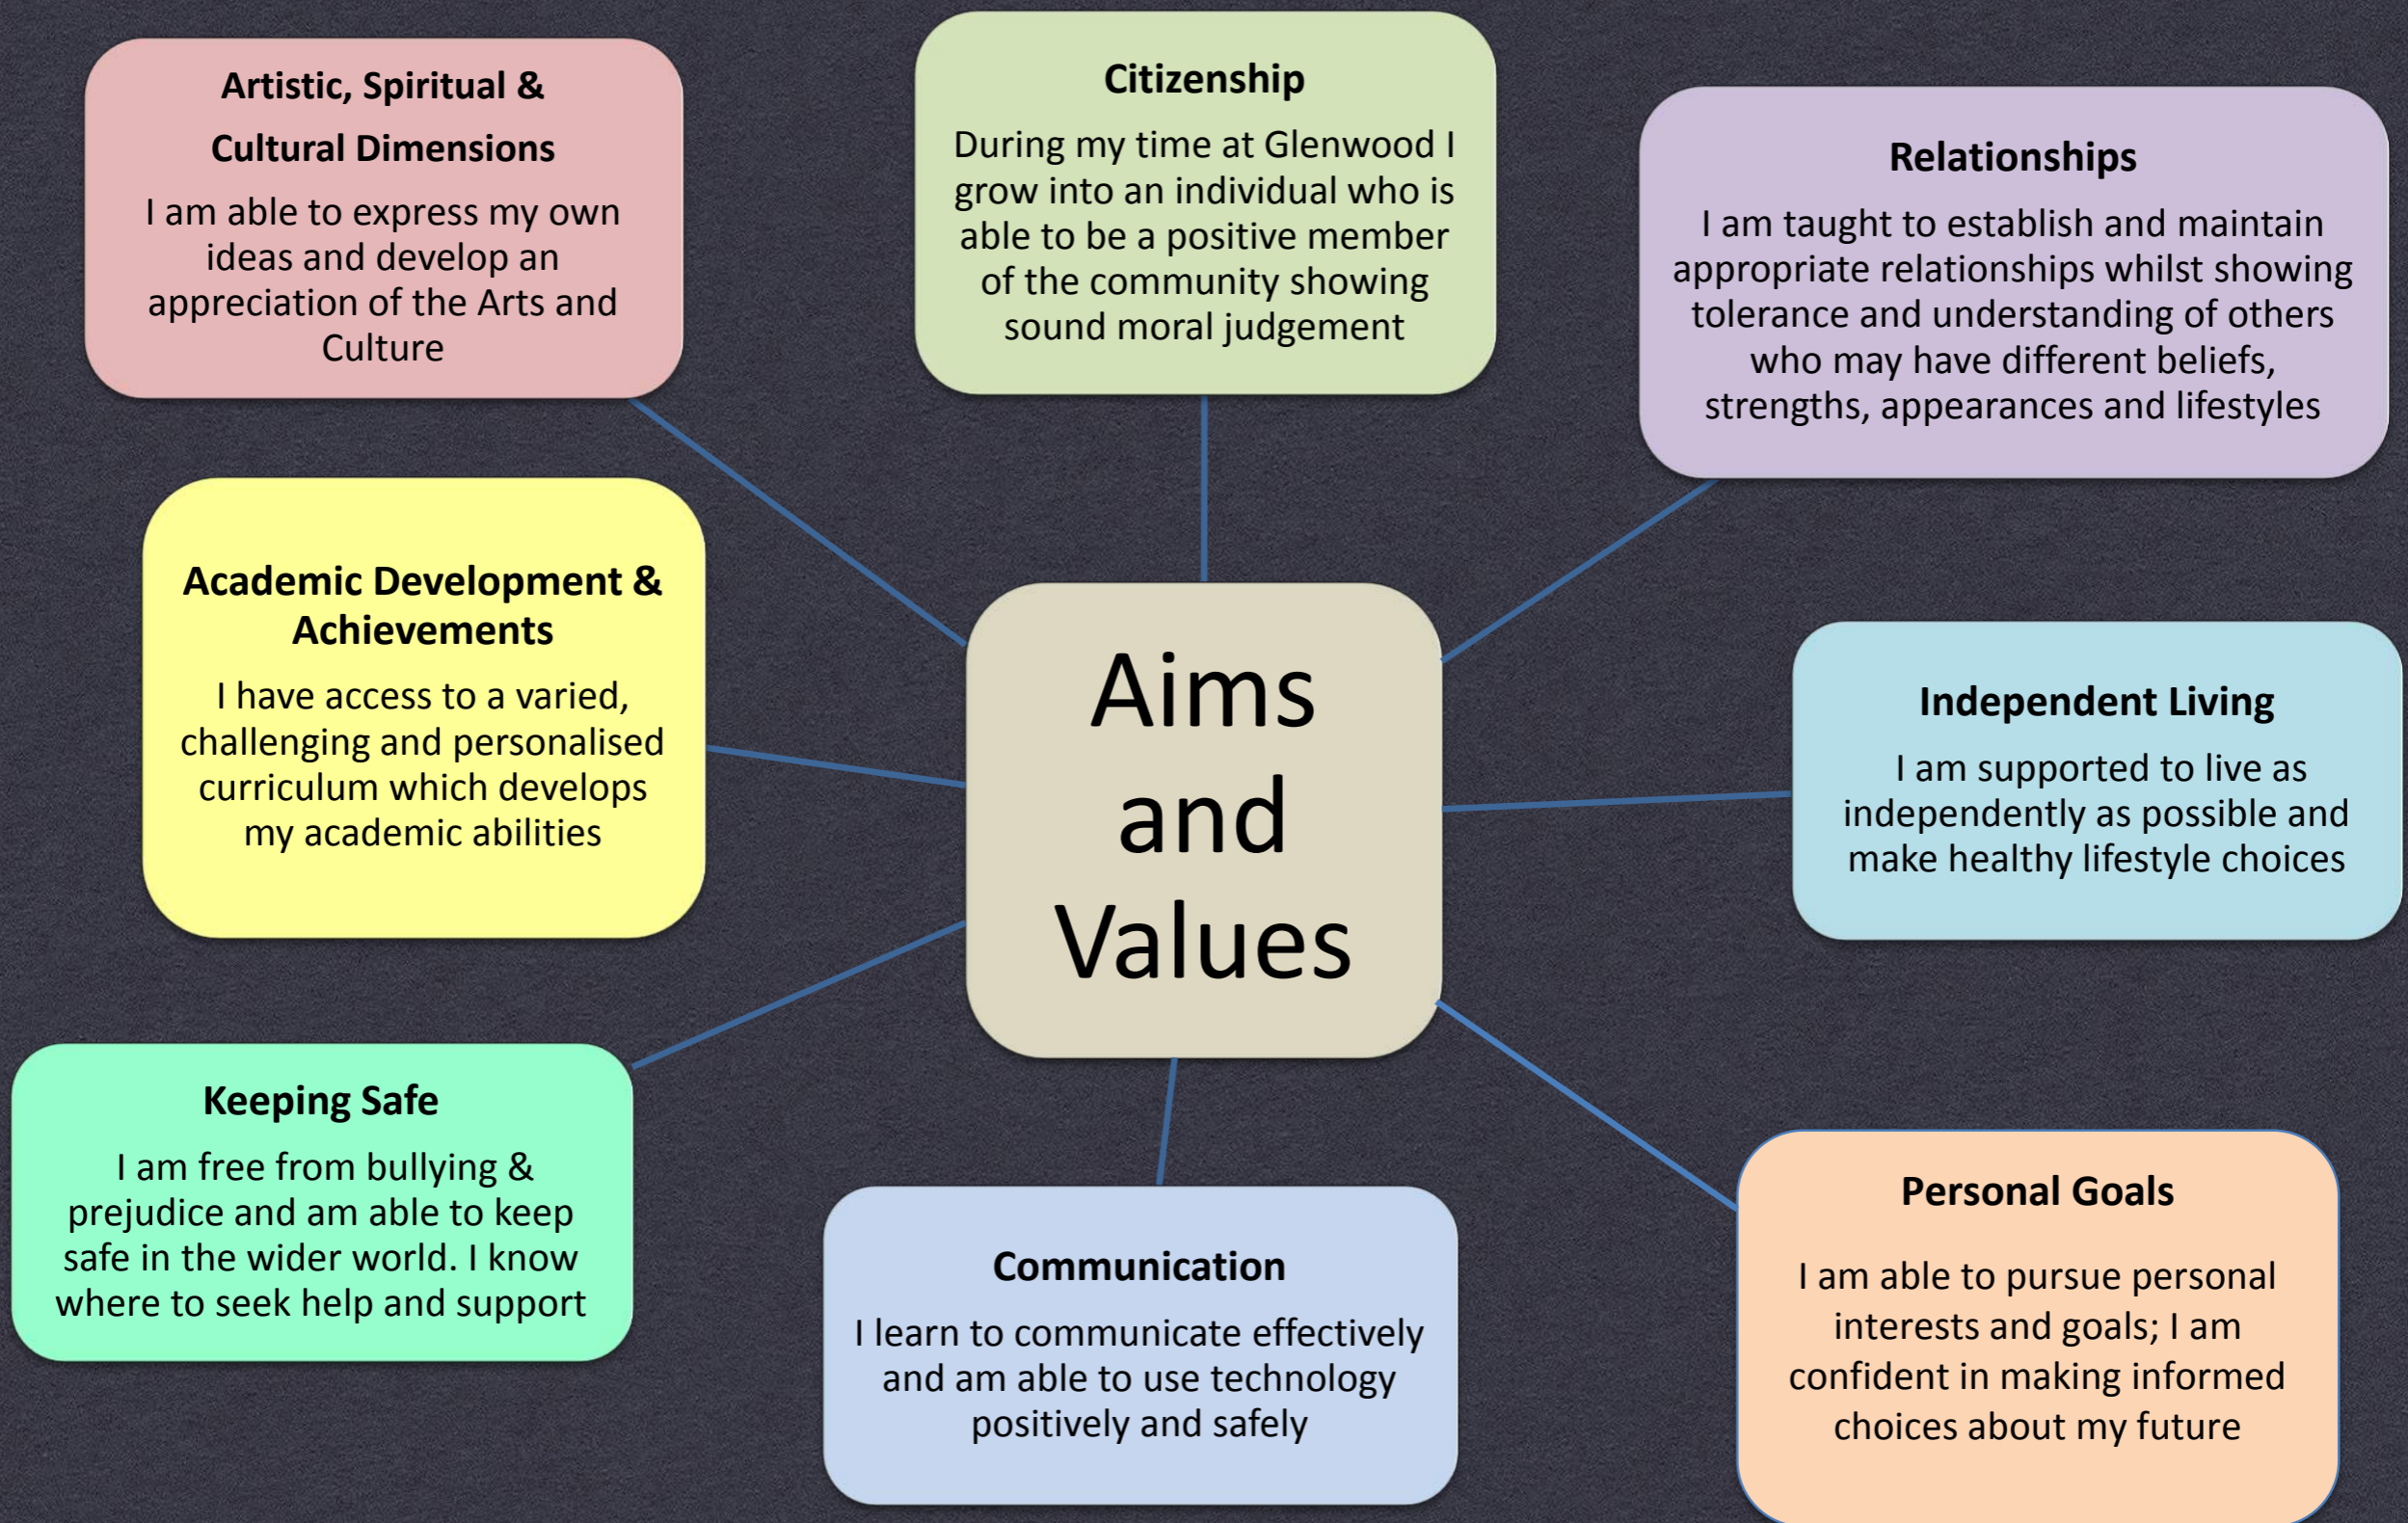 Artistic, Spiritual &
Cultural Dimensions
I am able to express my own
ideas and develop an
appreciation of the Arts and
Culture
Citizenship
During my time at Glenwood I
grow into an individual who is
able to be a positive member
of the community showing
sound moral judgement
Relationships
I am taught to establish and maintain
appropriate relationships whilst showing
tolerance and understanding of others
who may have different beliefs,
strengths, appearances and lifestyles
Academic Development &
Achievements
I have access to a varied,
challenging and personalised
curriculum which develops
my academic abilities
Aims
and
Values
Independent Living
I am supported to live as
independently as possible and
make healthy lifestyle choices
Keeping Safe
I am free from bullying &
prejudice and am able to keep
safe in the wider world. I know
where to seek help and support
Communication
I learn to communicate effectively
and am able to use technology
positively and safely
Personal Goals
I am able to pursue personal
interests and goals; I am
confident in making informed
choices about my future